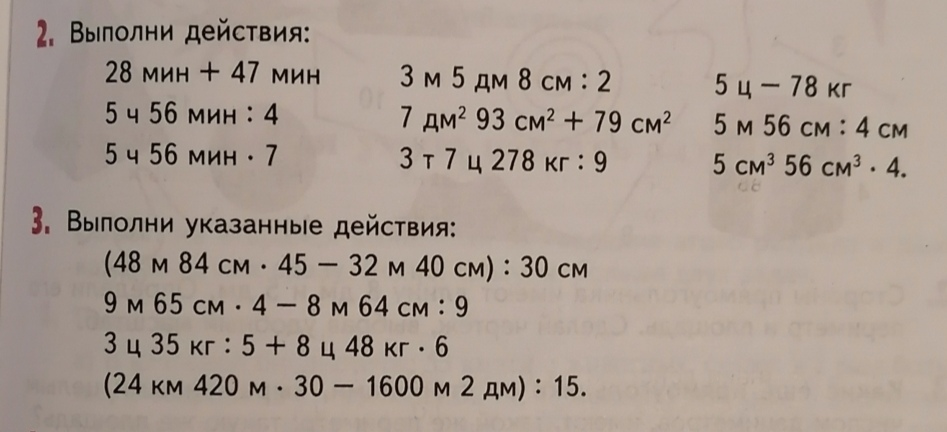 2. Выполни действия:
28 мин + 47 мин
5 ч 56 мин : 4
5 ч 56 мин · 7
3 м 5 дм 8 см : 2
7 дм² 93 см² + 79 см²
3 т 7 ц 278 кг : 9
5 ц — 78 кг
5 м 56 см : 4 см
5 см³ 56 см³ · 4.
3. Выполни указанные действия:
(48 м 84 см · 45 — 32 м 40 см) : 30 см
9 м 65 см · 4 — 8 м 64 см : 9
3 ц 35 кг : 5 + 8 ц 48 кг · 6
(24 км 420 м · 30 — 1600 м 2 дм) : 15.